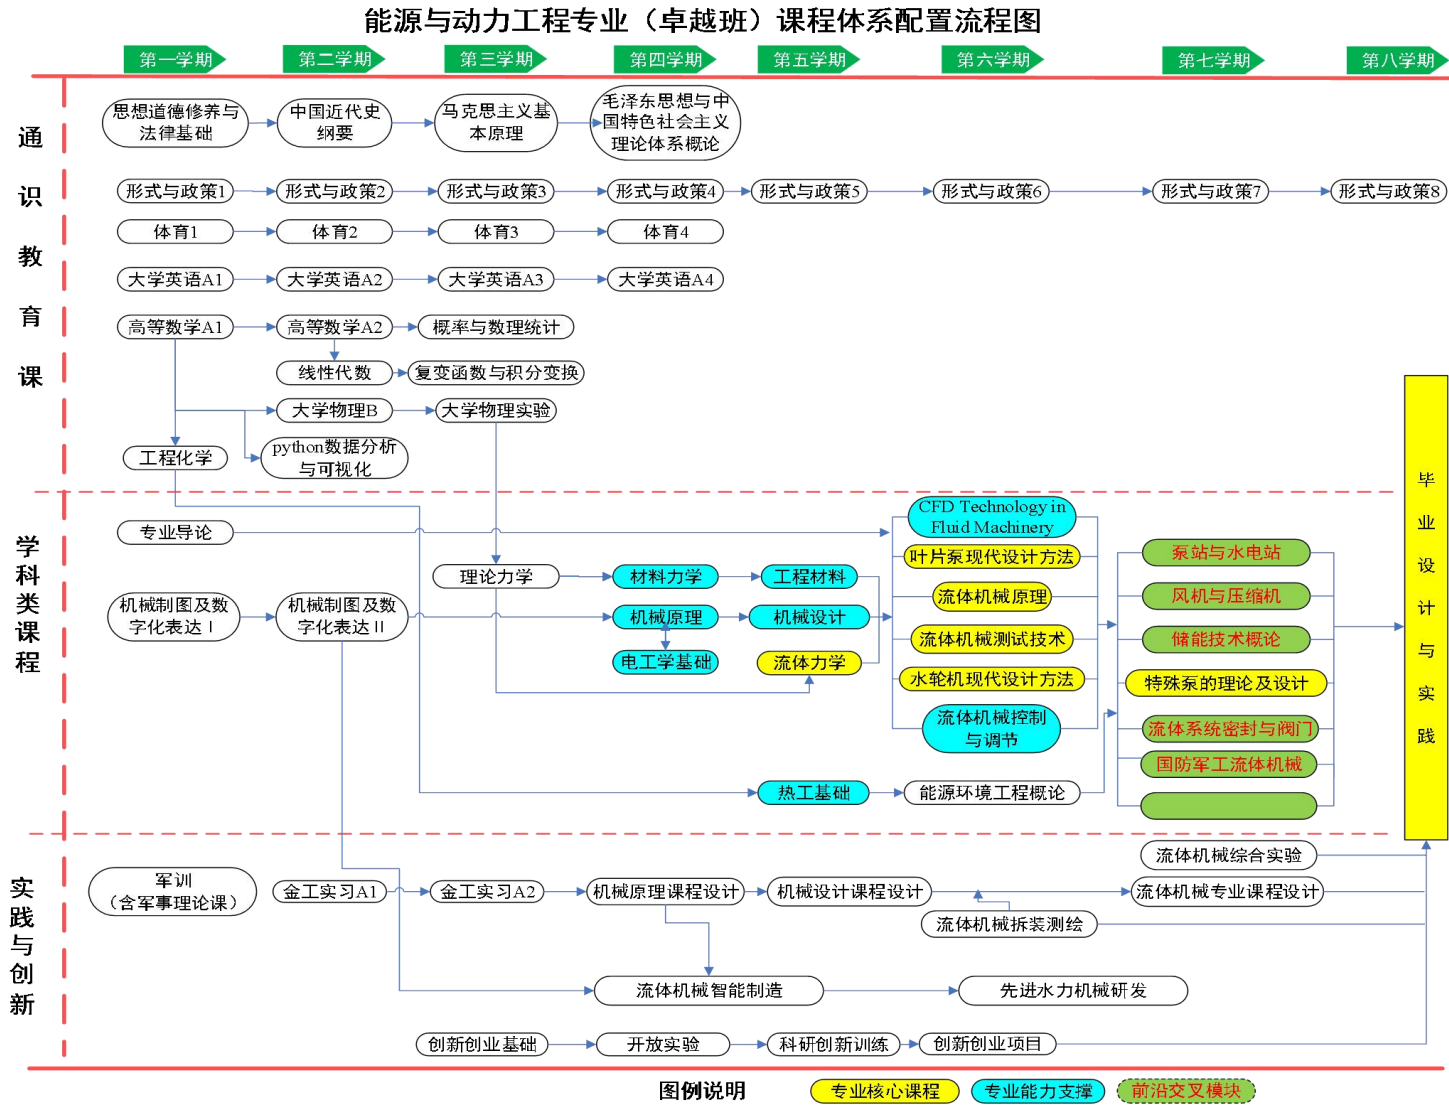 能源与动力工程专业（卓越班）课程体系配置流程图
第一学期
第二学期
第三学期
第四学期
第五学期
第六学期
第七学期
第八学期
通识教育课
思想道德修养与
法律基础
中国近代史
纲要
马克思主义基
本原理
毛泽东思想与中
国特色社会主义
理论体系概论
形式与政策1
形式与政策2
形式与政策3
形式与政策4
形式与政策5
形式与政策6
形式与政策7
形式与政策8
体育1
体育2
体育3
体育4
大学英语A1
大学英语A2
大学英语A3
大学英语A4
高等数学A1
高等数学A2
概率与数理统计
线性代数
复变函数与积分变换
大学物理B
大学物理实验
工程化学
python数据分析
与可视化
学科类课程
专业导论
理论力学
材料力学
工程材料
机械制图及数
字化表达 I
机械制图及数
字化表达 II
机械原理
机械设计
电工学基础
流体力学
CFD Technology in
Fluid Machinery
叶片泵现代设计方法
流体机械原理
流体机械测试技术
水轮机现代设计方法
流体机械控制
与调节
热工基础
能源环境工程概论
泵站与水电站
风机与压缩机
储能技术概论
特殊泵的理论及设计
流体系统密封与阀门
国防军工流体机械
毕业设计与实践
实践与创新
军训
（含军事理论课）
金工实习A1
金工实习A2
机械原理课程设计
机械设计课程设计
流体机械综合实验
流体机械专业课程设计
流体机械拆装测绘
流体机械智能制造
先进水力机械研发
创新创业基础
开放实验
科研创新训练
创新创业项目
图例说明
专业核心课程
专业能力支撑
前沿交叉模块